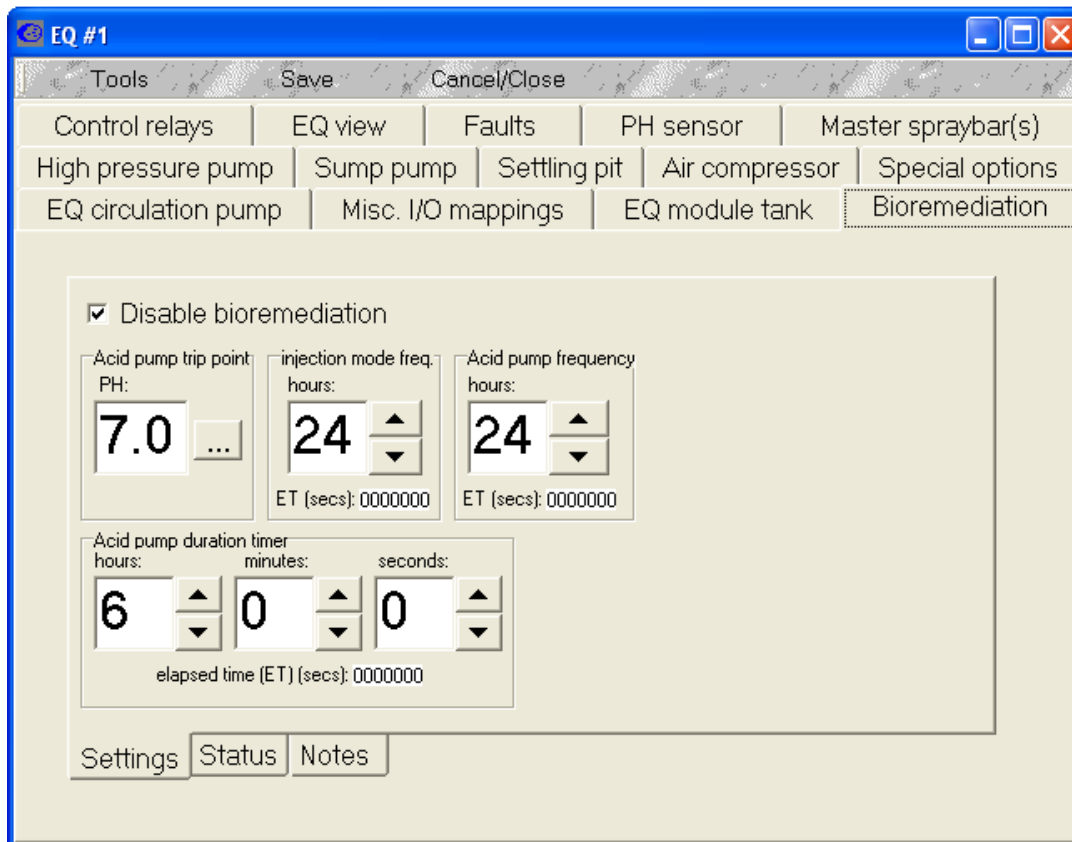 EQ #1
Tools Save Cancel/Close
Control relays EQ view Faults PH sensor Master spraybar(s)
High pressure pump Sump pump Settling pit Air compressor Special options
EQ circulation pump Misc. I/O mappings EQ module tank Bioremediation
Disable bioremediation
Acid pump trip point injection mode freq. Acid pump frequency
PH: hours: hours:
7.0 ... 24 24
ET (secs): 0000000 ET (secs): 0000000
Acid pump duration timer
hours: minutes: seconds:
6 0 0
elapsed time (ET) (secs): 0000000
Settings Status Notes